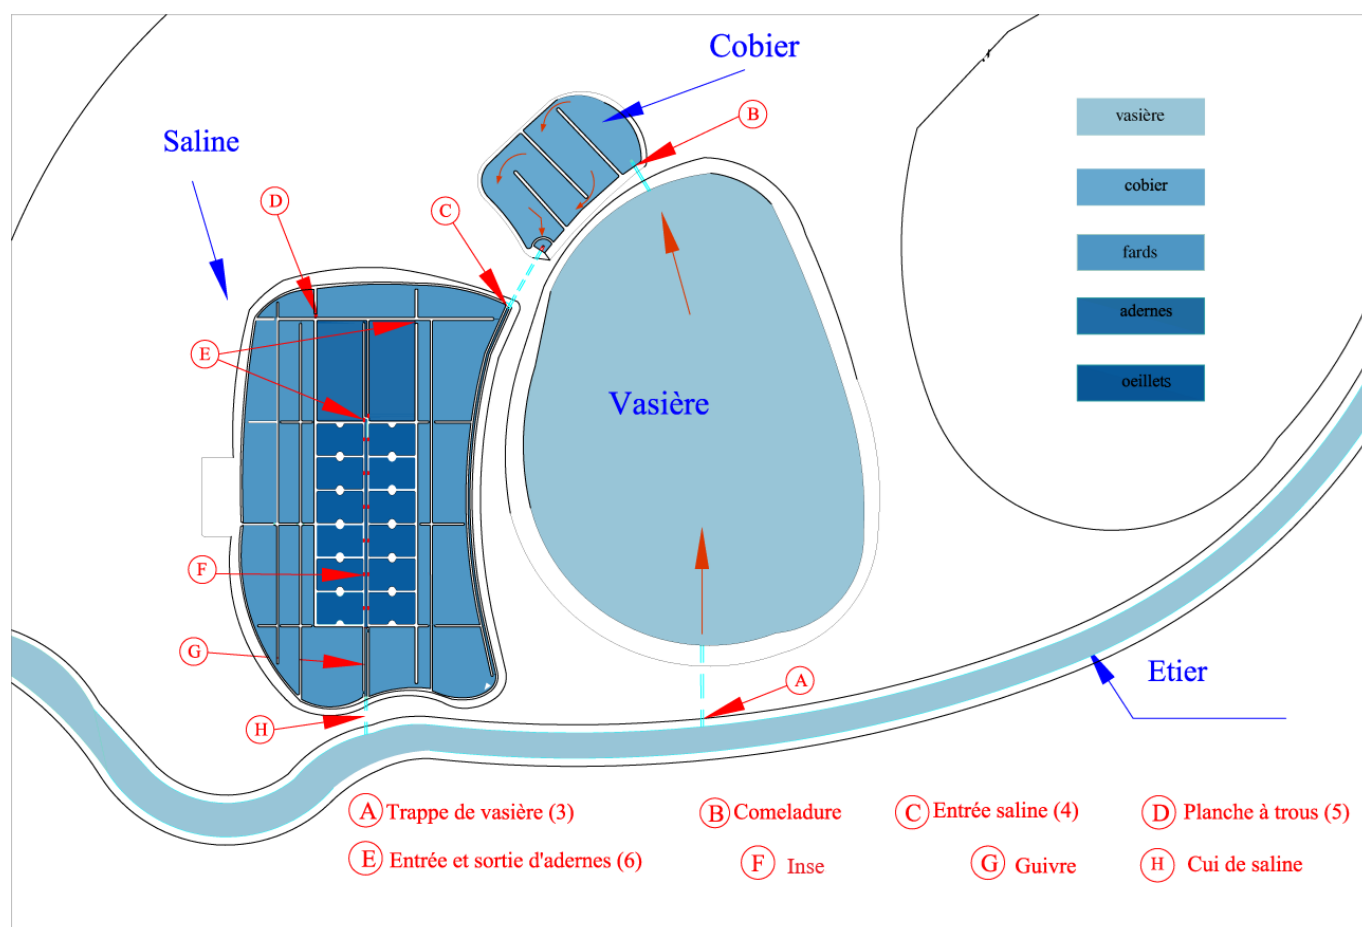 Cobier
Saline
B
D
C
E
F
G
H
A
Vasière
Etier
vasière
cobier
fards
adernes
oeillets
A Trappe de vasière (3)
B Comeladure
C Entrée saline (4)
D Planche à trous (5)
E Entrée et sortie d'adernes (6)
F Inse
G Guivre
H Cui de saline